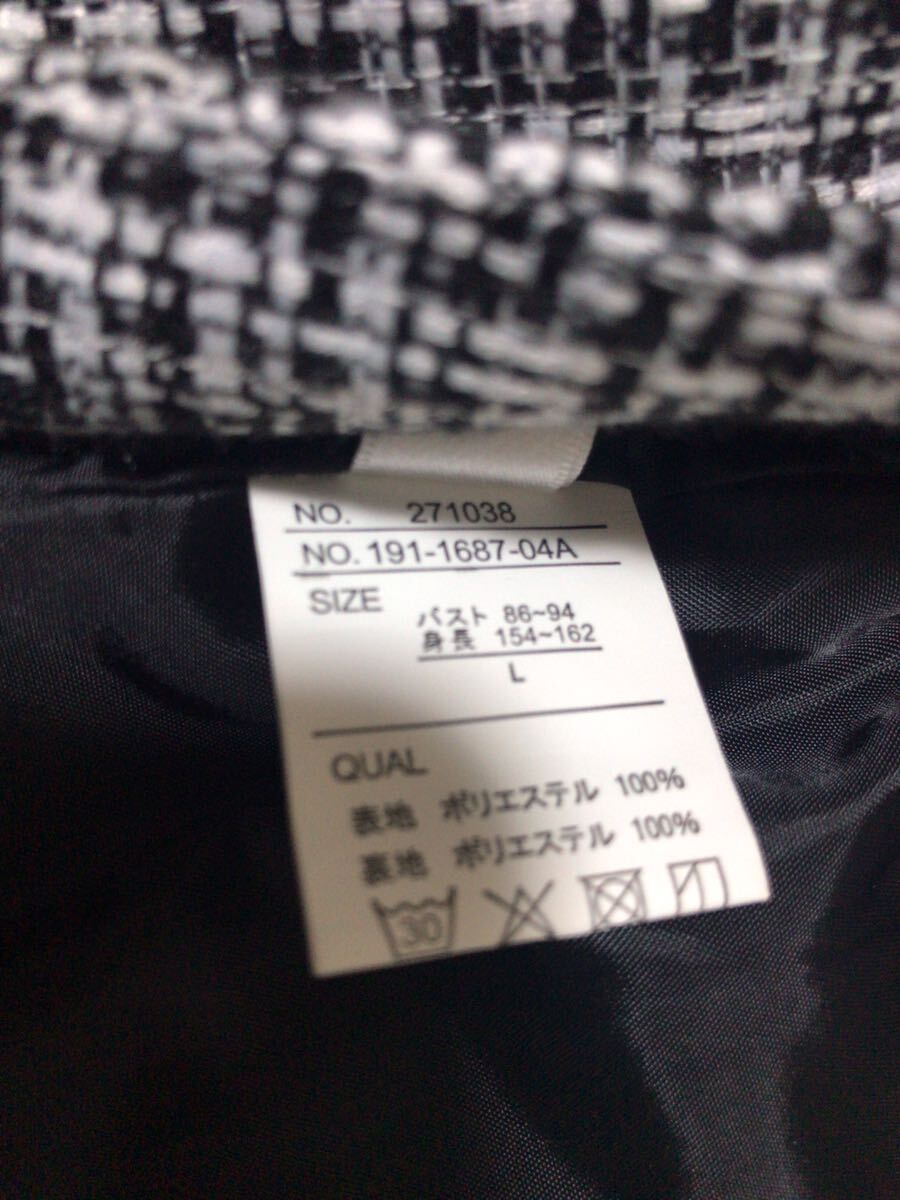 NO. 271038
NO. 191-1687-04A
SIZE
バスト 86~94
身長 154~162
L
QUAL
表地 ポリエステル 100%
裏地 ポリエステル 100%
30